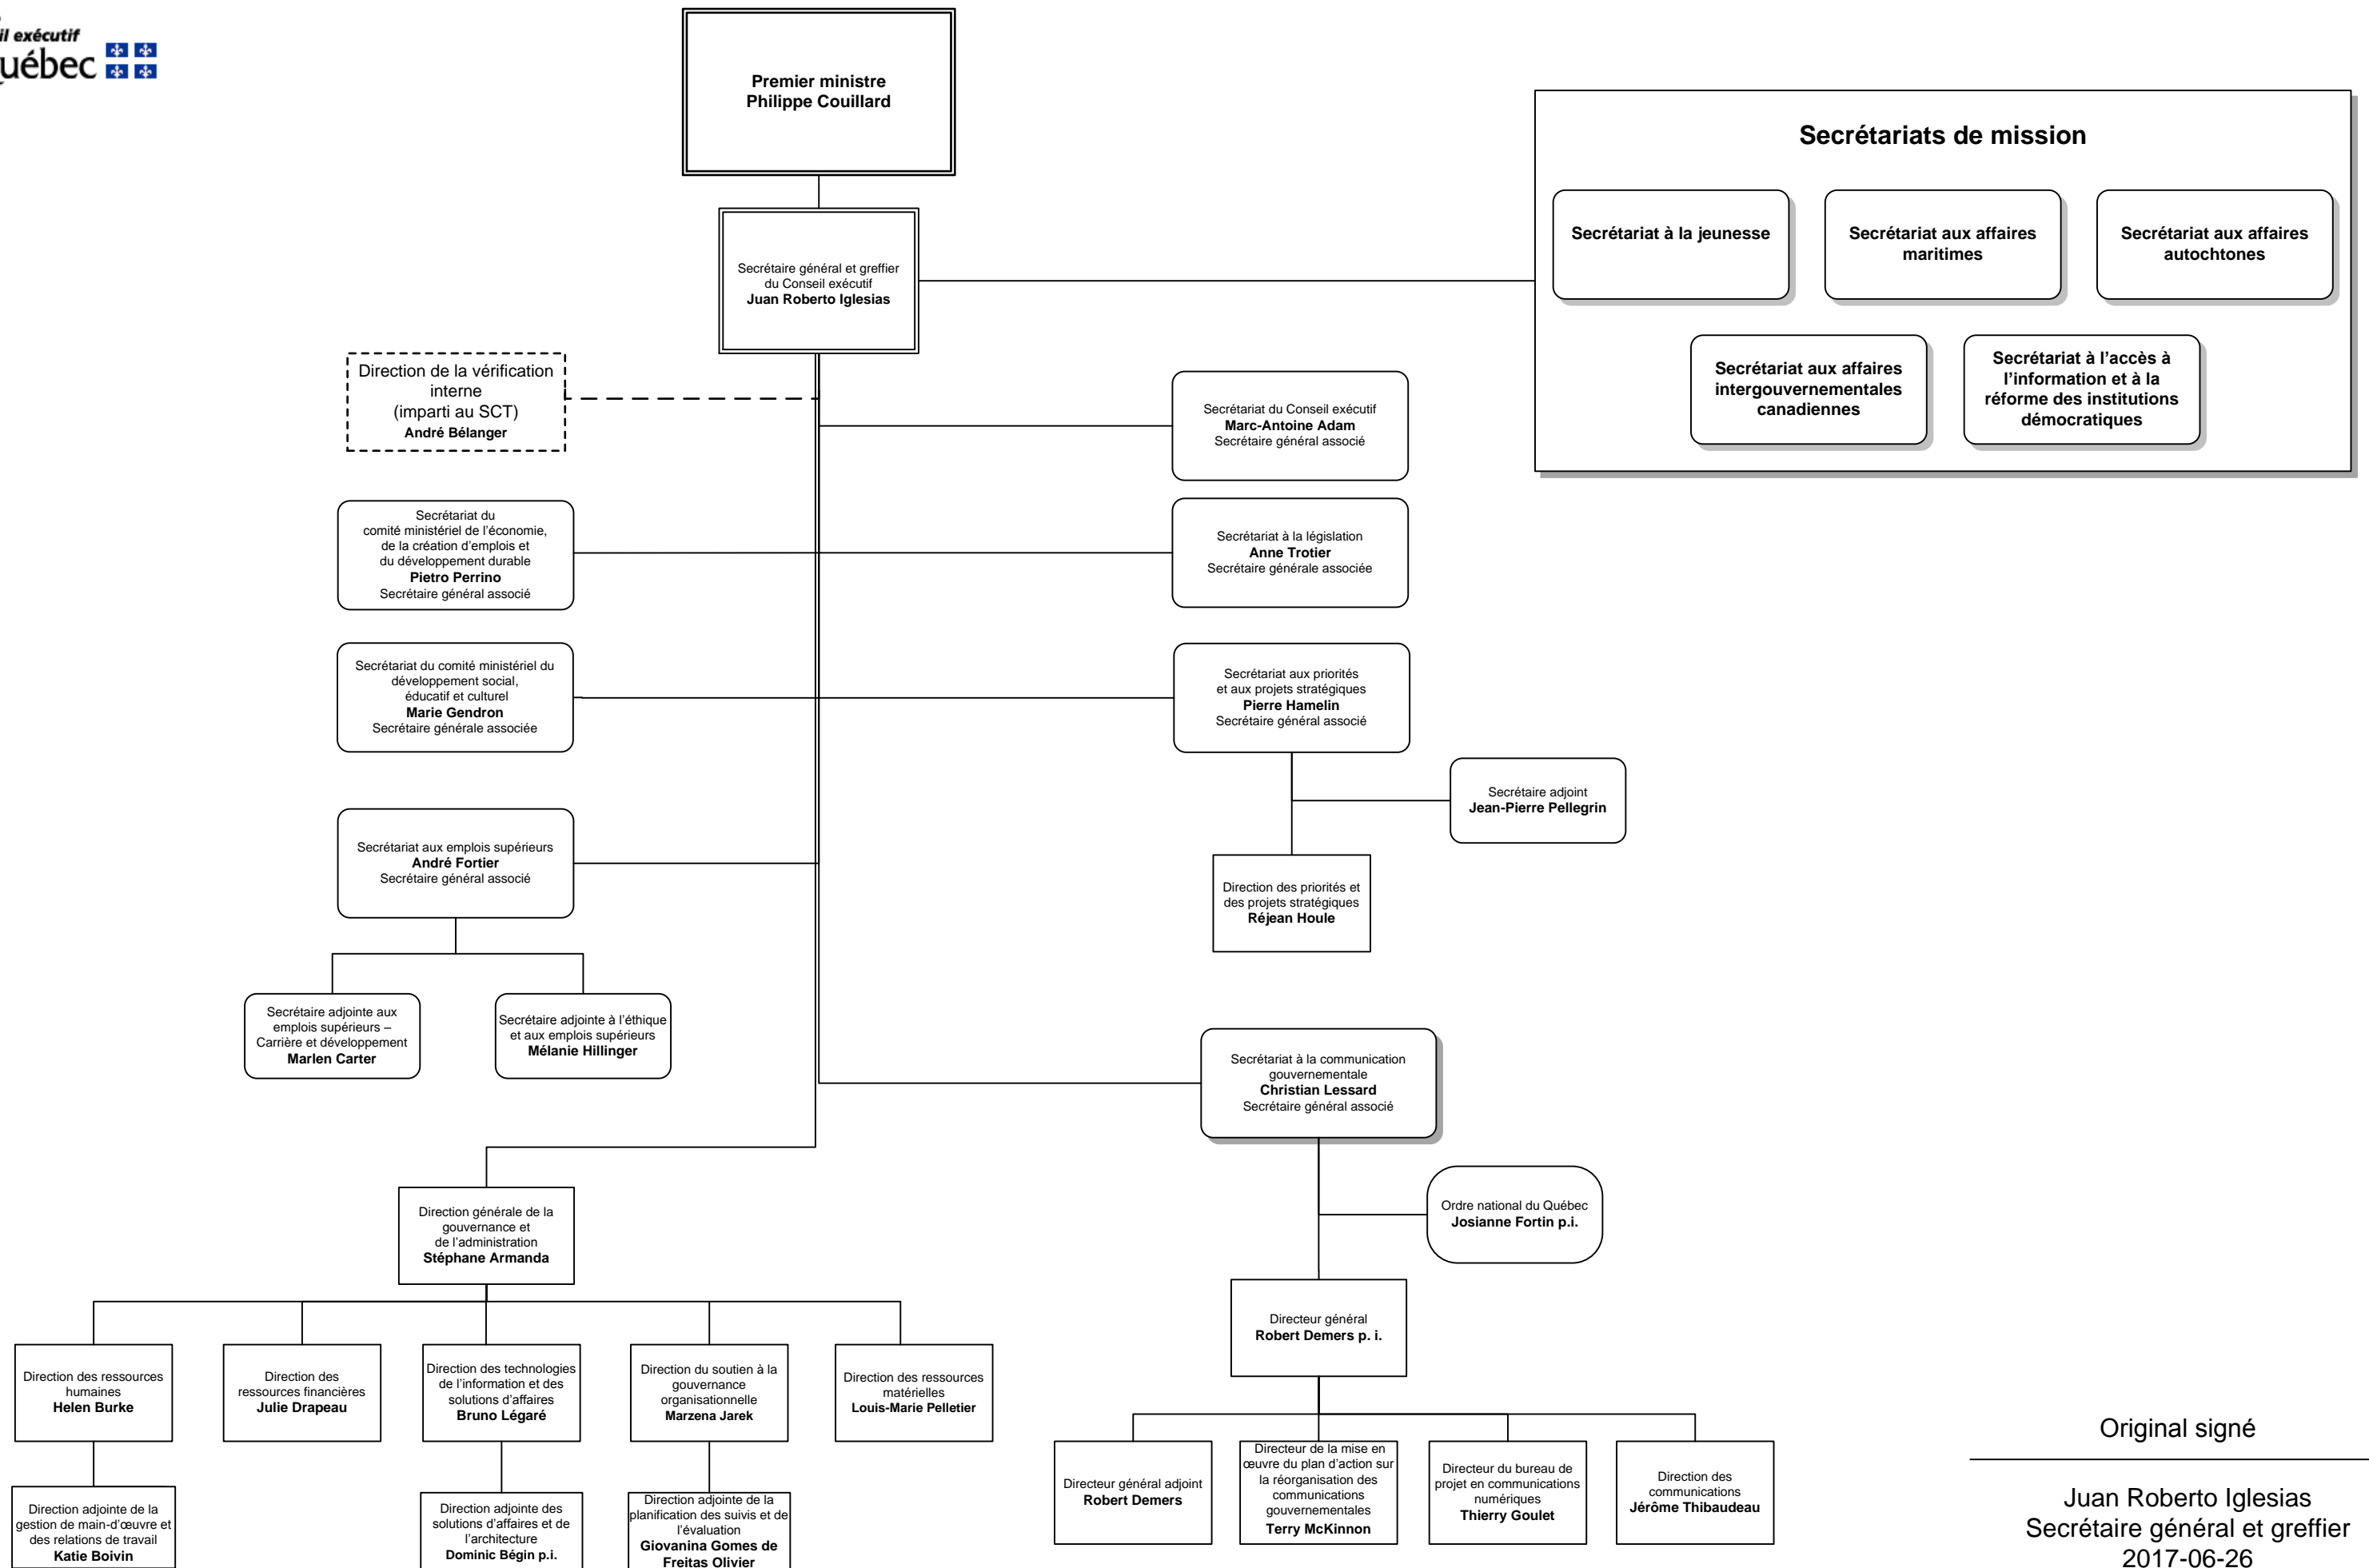 il exécutif
uébec
Premier ministre
Philippe Couillard
Secrétaire général et greffier
du Conseil exécutif
Juan Roberto Iglesias
Secrétariats de mission
Secrétariat à la jeunesse
Secrétariat aux affaires
maritimes
Secrétariat aux affaires
autochtones
Secrétariat aux affaires
intergouvernementales
canadiennes
Secrétariat à l’accès à
l’information et à la
réforme des institutions
démocratiques
Direction de la vérification
interne
(imparti au SCT)
André Bélanger
Secrétariat du Conseil exécutif
Marc-Antoine Adam
Secrétaire général associé
Secrétariat du
comité ministériel de l’économie,
de la création d’emplois et
du développement durable
Pietro Perrino
Secrétaire général associé
Secrétariat à la législation
Anne Trotier
Secrétaire générale associée
Secrétariat du comité ministériel du
développement social,
éducatif et culturel
Marie Gendron
Secrétaire générale associée
Secrétariat aux priorités
et aux projets stratégiques
Pierre Hamelin
Secrétaire général associé
Secrétaire adjoint
Jean-Pierre Pellegrin
Secrétariat aux emplois supérieurs
André Fortier
Secrétaire général associé
Direction des priorités et
des projets stratégiques
Réjean Houle
Secrétaire adjointe aux
emplois supérieurs –
Carrière et développement
Marlen Carter
Secrétaire adjointe à l’éthique
et aux emplois supérieurs
Mélanie Hillinger
Secrétariat à la communication
gouvernementale
Christian Lessard
Secrétaire général associé
Ordre national du Québec
Josianne Fortin p.i.
Direction générale de la
gouvernance et
de l’administration
Stéphane Armanda
Directeur général
Robert Demers p. i.
Direction des ressources
humaines
Helen Burke
Direction des
ressources financières
Julie Drapeau
Direction des technologies
de l’information et des
solutions d’affaires
Bruno Légaré
Direction du soutien à la
gouvernance
organisationnelle
Marzena Jarek
Direction des ressources
matérielles
Louis-Marie Pelletier
Direction adjointe de la
gestion de main-d’œuvre et
des relations de travail
Katie Boivin
Direction adjointe des
solutions d’affaires et de
l’architecture
Dominic Bégin p.i.
Direction adjointe de la
planification des suivis et de
l’évaluation
Giovanina Gomes de
Freitas Olivier
Directeur général adjoint
Robert Demers
Directeur de la mise en
œuvre du plan d’action sur
la réorganisation des
communications
gouvernementales
Terry McKinnon
Directeur du bureau de
projet en communications
numériques
Thierry Goulet
Direction des
communications
Jérôme Thibaudeau
Original signé
Juan Roberto Iglesias
Secrétaire général et greffier
2017-06-26